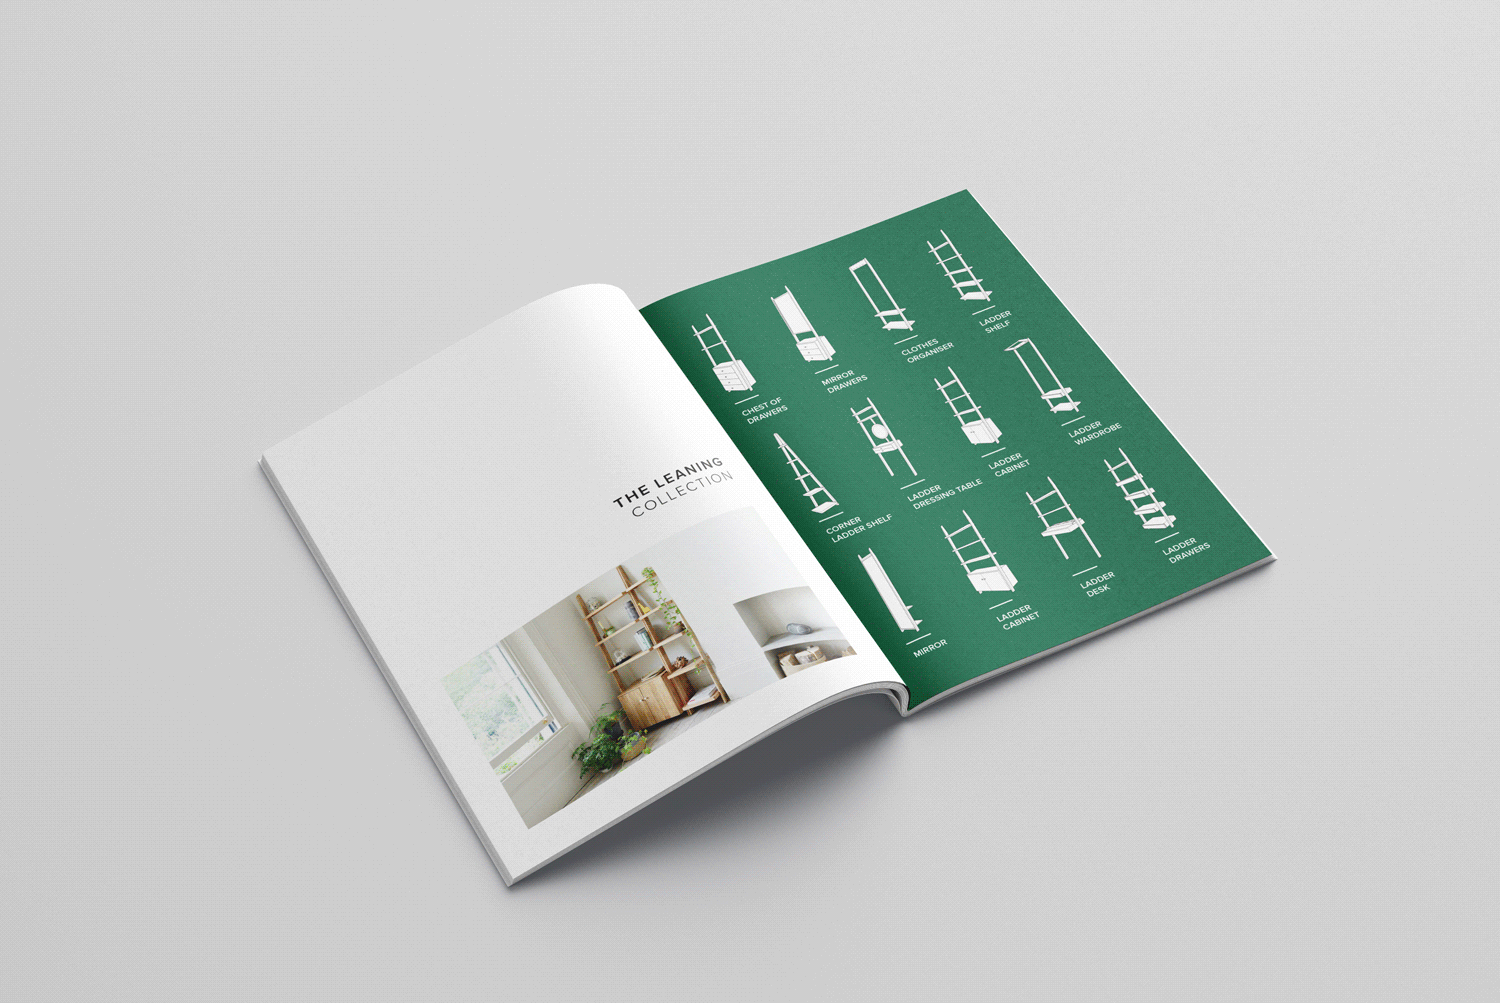 THE LEANING
COLLECTION
CHEST OF
DRAWERS
MIRROR
DRAWERS
CLOTHES
ORGANISER
LADDER
SHELF
CORNER
LADDER SHELF
LADDER
DRESSING TABLE
LADDER
CABINET
LADDER
WARDROBE
MIRROR
LADDER
CABINET
LADDER
DESK
LADDER
DRAWERS